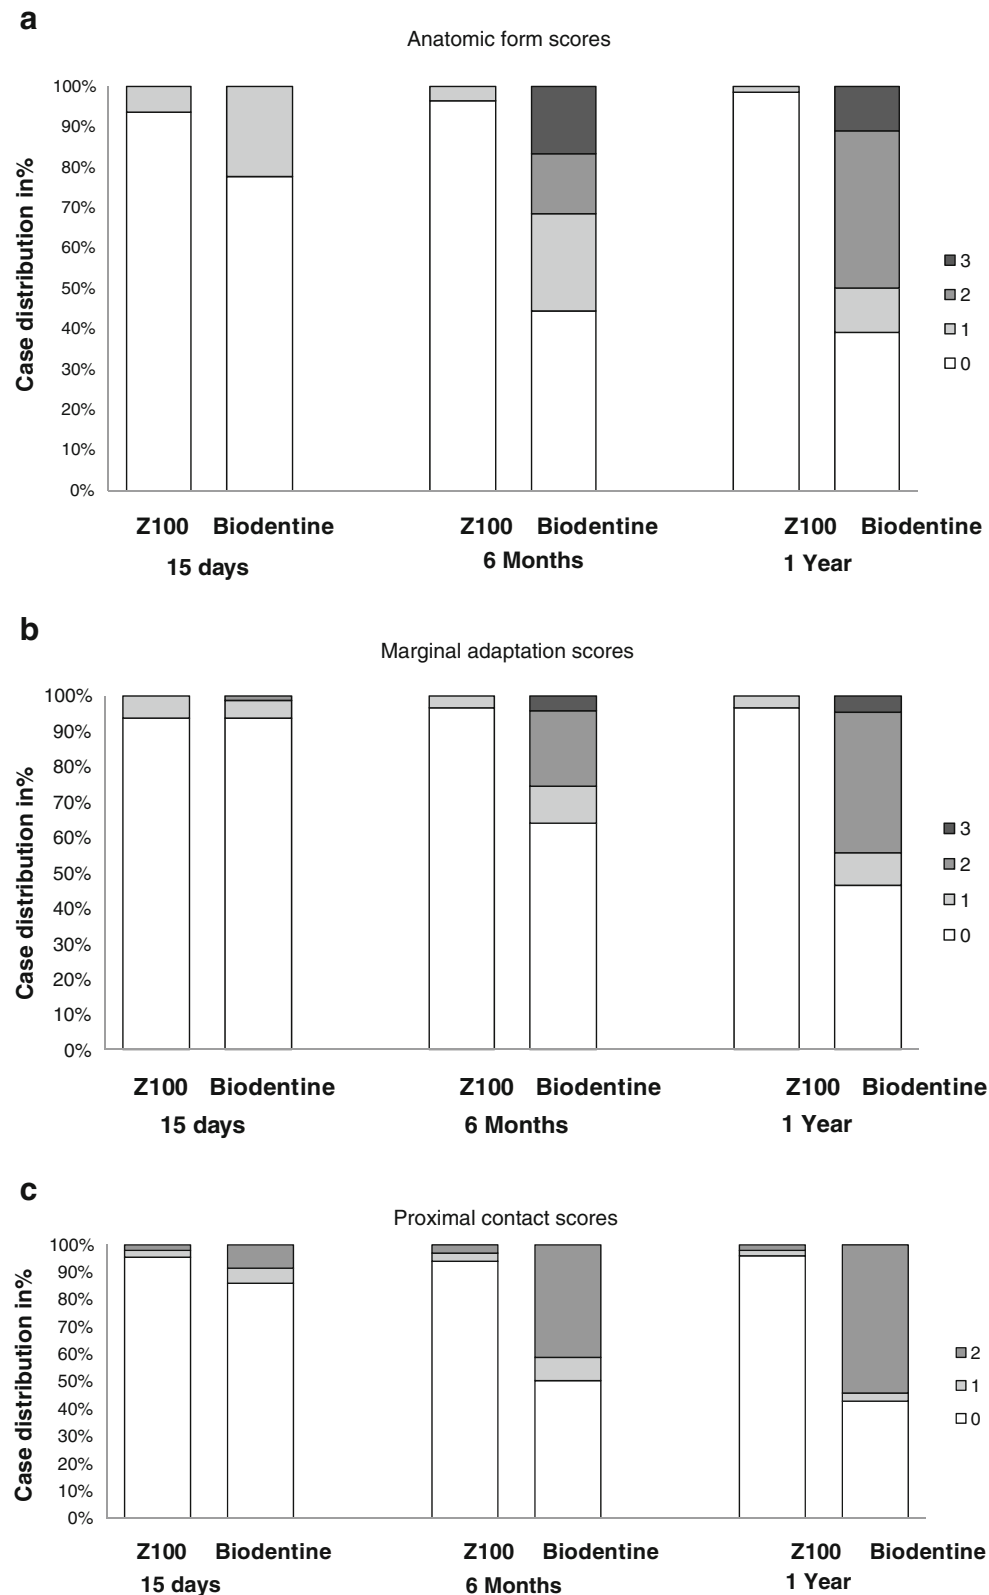 a
Anatomic form scores
100%
90%
80%
70%
60%
50%
40%
30%
20%
10%
0%
Case distribution in%
3
2
1
0
Z100 Biodentine Z100 Biodentine Z100 Biodentine
15 days 6 Months 1 Year
b
Marginal adaptation scores
100%
90%
80%
70%
60%
50%
40%
30%
20%
10%
0%
Case distribution in%
3
2
1
0
Z100 Biodentine Z100 Biodentine Z100 Biodentine
15 days 6 Months 1 Year
c
Proximal contact scores
100%
90%
80%
70%
60%
50%
40%
30%
20%
10%
0%
Case distribution in%
2
1
0
Z100 Biodentine Z100 Biodentine Z100 Biodentine
15 days 6 Months 1 Year